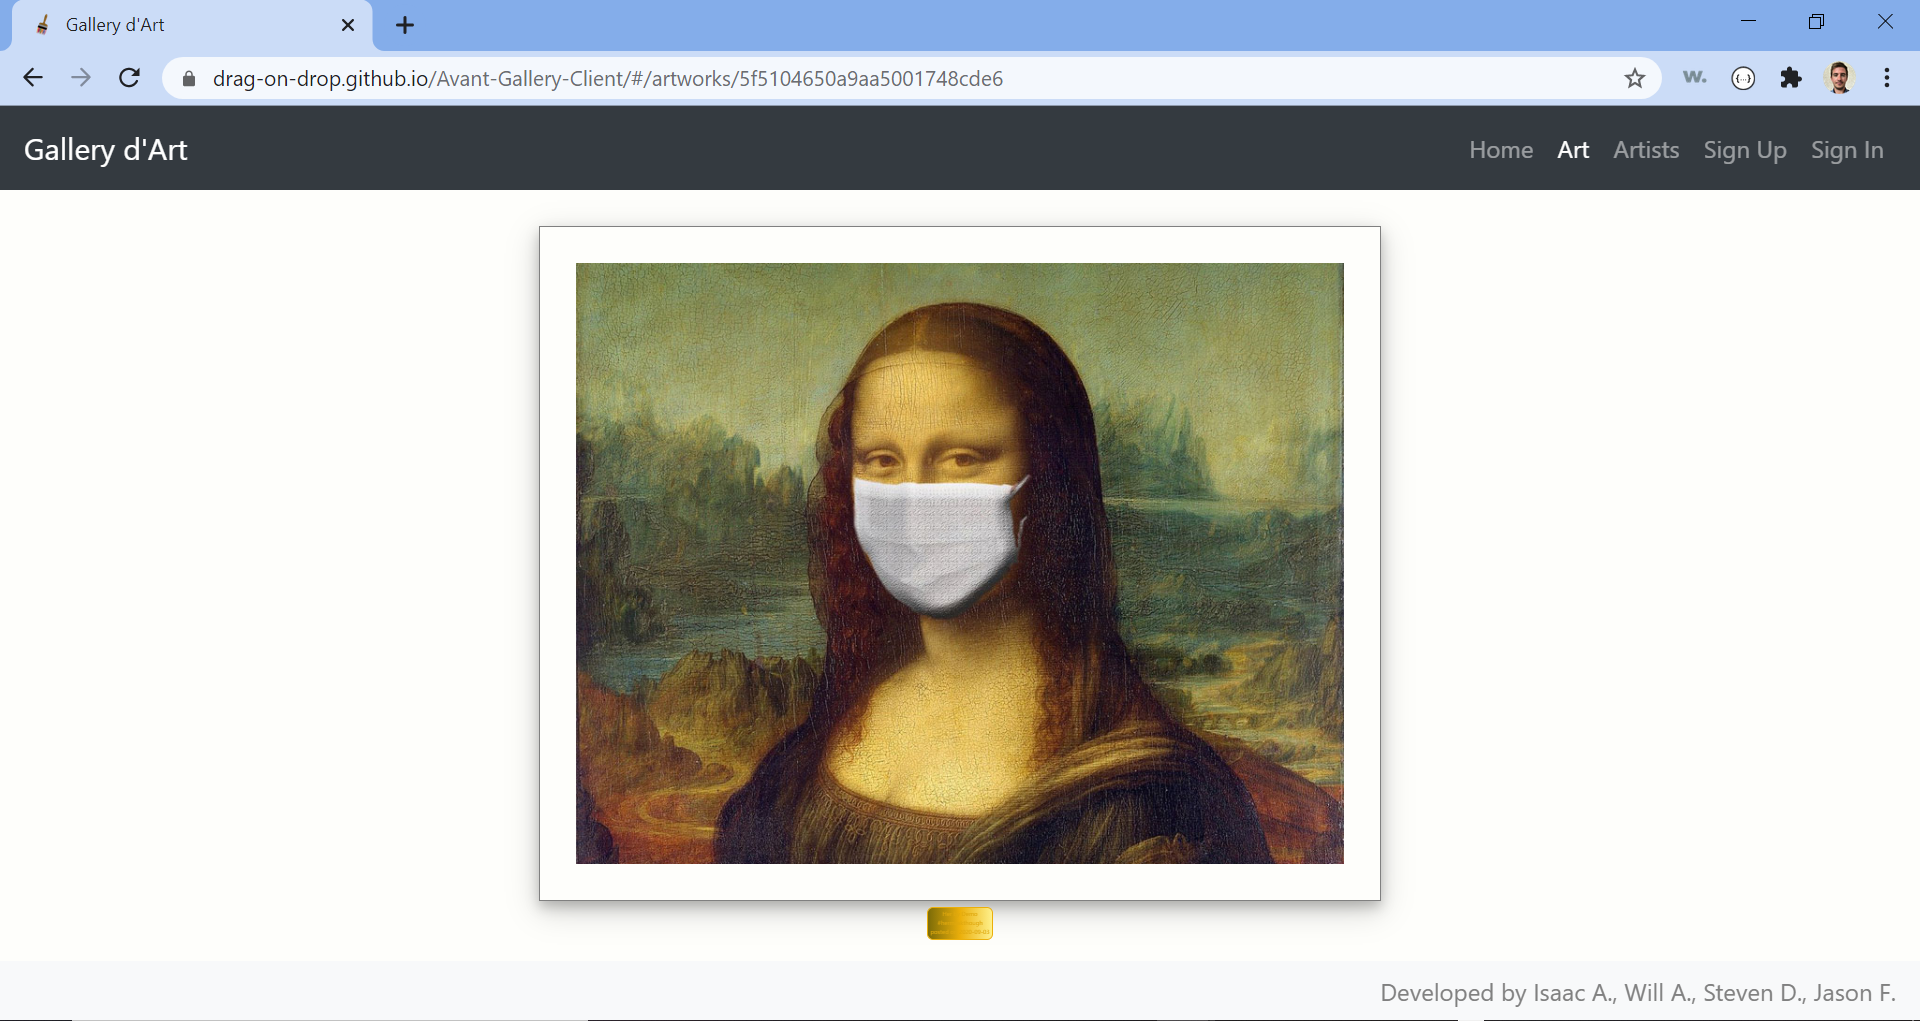 Gallery d'Art
drag-on-drop.github.io/Avant-Gallery-Client/#/artworks/5f5104650a9aa5001748cde6
w.
Gallery d'Art
Home Art Artists Sign Up Sign In
Developed by Isaac A., Will A., Steven D., Jason F.